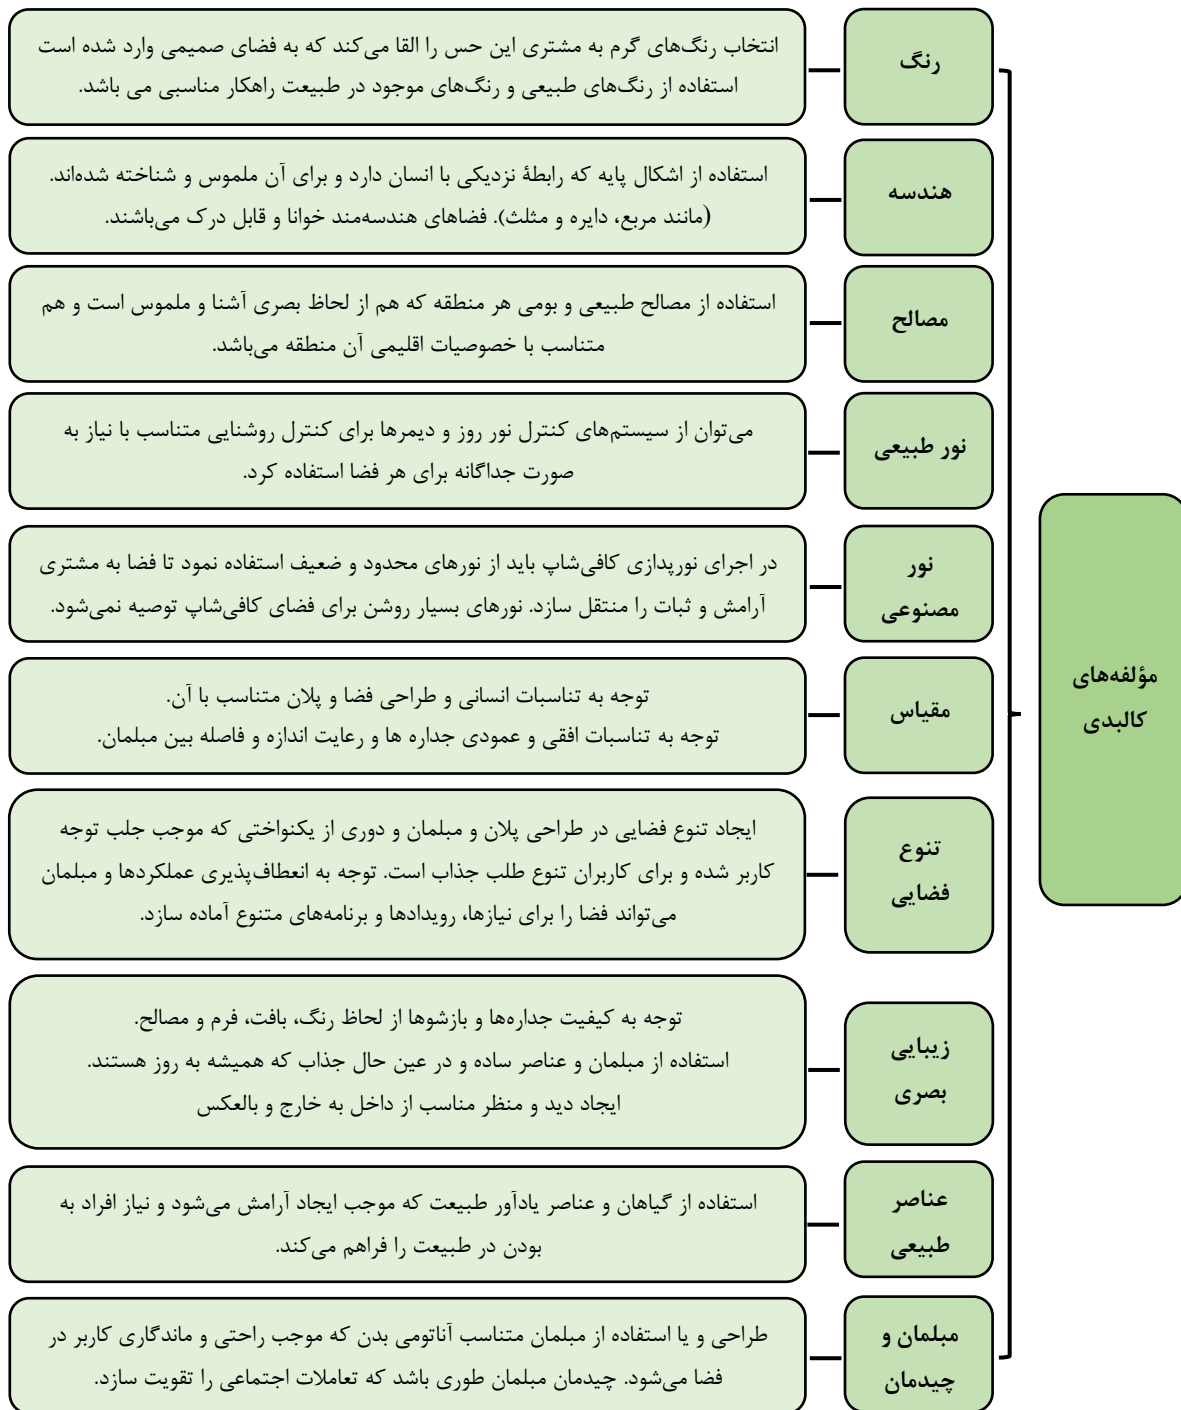 رنگ
انتخاب رنگ‌های گرم به مشتری این حس را القا می‌کند که به فضای صمیمی وارد شده است
استفاده از رنگ‌های طبیعی و رنگ‌های موجود در طبیعت راهکار مناسبی می باشد.
هندسه
استفاده از اشکال پایه که رابطهٔ نزدیکی با انسان دارد و برای آن ملموس و شناخته شده‌اند.
(مانند مربع، دایره و مثلث). فضاهای هندسه‌مند خوانا و قابل درک می‌باشند.
مصالح
استفاده از مصالح طبیعی و بومی هر منطقه که هم از لحاظ بصری آشنا و ملموس است و هم
متناسب با خصوصیات اقلیمی آن منطقه می‌باشد.
نور طبیعی
می‌توان از سیستم‌های کنترل نور روز و دیمرها برای کنترل روشنایی متناسب با نیاز به
صورت جداگانه برای هر فضا استفاده کرد.
نور
مصنوعی
در اجرای نورپدازی کافی‌شاپ باید از نورهای محدود و ضعیف استفاده نمود تا فضا به مشتری
آرامش و ثبات را منتقل سازد. نورهای بسیار روشن برای فضای کافی‌شاپ توصیه نمی‌شود.
مقیاس
توجه به تناسبات انسانی و طراحی فضا و پلان متناسب با آن.
توجه به تناسبات افقی و عمودی جداره ها و رعایت اندازه و فاصله بین مبلمان.
مؤلفه‌های
کالبدی
تنوع
فضایی
ایجاد تنوع فضایی در طراحی پلان و مبلمان و دوری از یکنواختی که موجب جلب توجه
کاربر شده و برای کاربران تنوع طلب جذاب است. توجه به انعطاف‌پذیری عملکردها و مبلمان
می‌تواند فضا را برای نیازها، رویدادها و برنامه‌های متنوع آماده سازد.
زیبایی
بصری
توجه به کیفیت جداره‌ها و بازشوها از لحاظ رنگ، بافت، فرم و مصالح.
استفاده از مبلمان و عناصر ساده و در عین حال جذاب که همیشه به روز هستند.
ایجاد دید و منظر مناسب از داخل به خارج و بالعکس
عناصر
طبیعی
استفاده از گیاهان و عناصر یادآور طبیعت که موجب ایجاد آرامش می‌شود و نیاز افراد به
بودن در طبیعت را فراهم می‌کند.
مبلمان و
چیدمان
طراحی و یا استفاده از مبلمان متناسب آناتومی بدن که موجب راحتی و ماندگاری کاربر در
فضا می‌شود. چیدمان مبلمان طوری باشد که تعاملات اجتماعی را تقویت سازد.